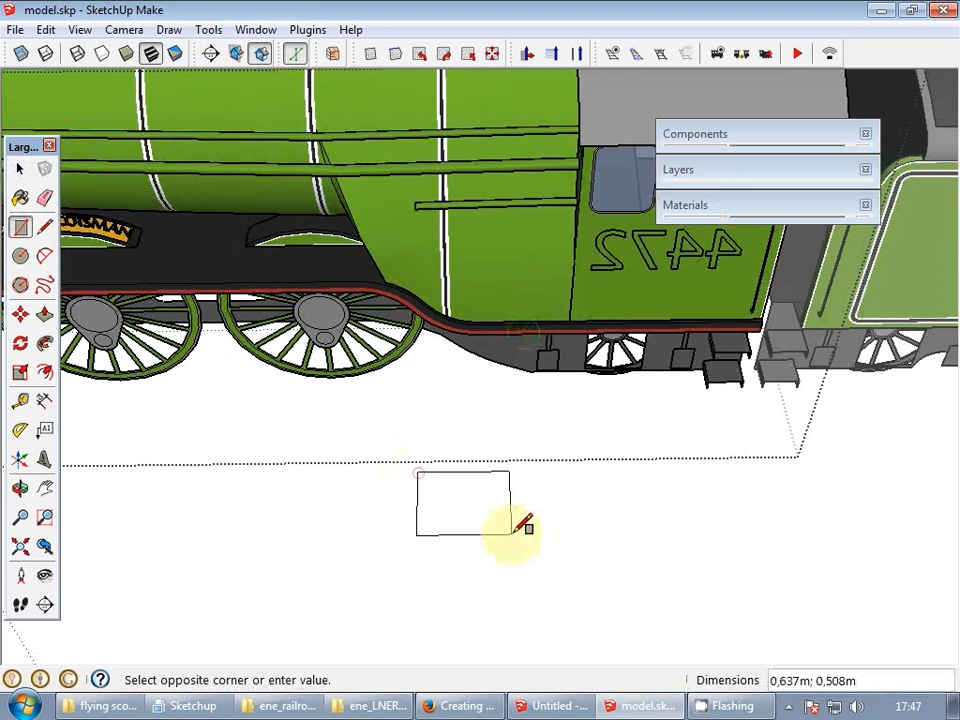 model.skp - SketchUp Make
File Edit View Camera Draw Tools Window Plugins Help
Larg...
Components
Layers
Materials
4472
A1
Select opposite corner or enter value.
Dimensions 0,637m; 0,508m
flying sco...
Sketchup
ene_railro...
ene_LNER...
Creating ...
Untitled -...
model.sk...
Flashing
17:47